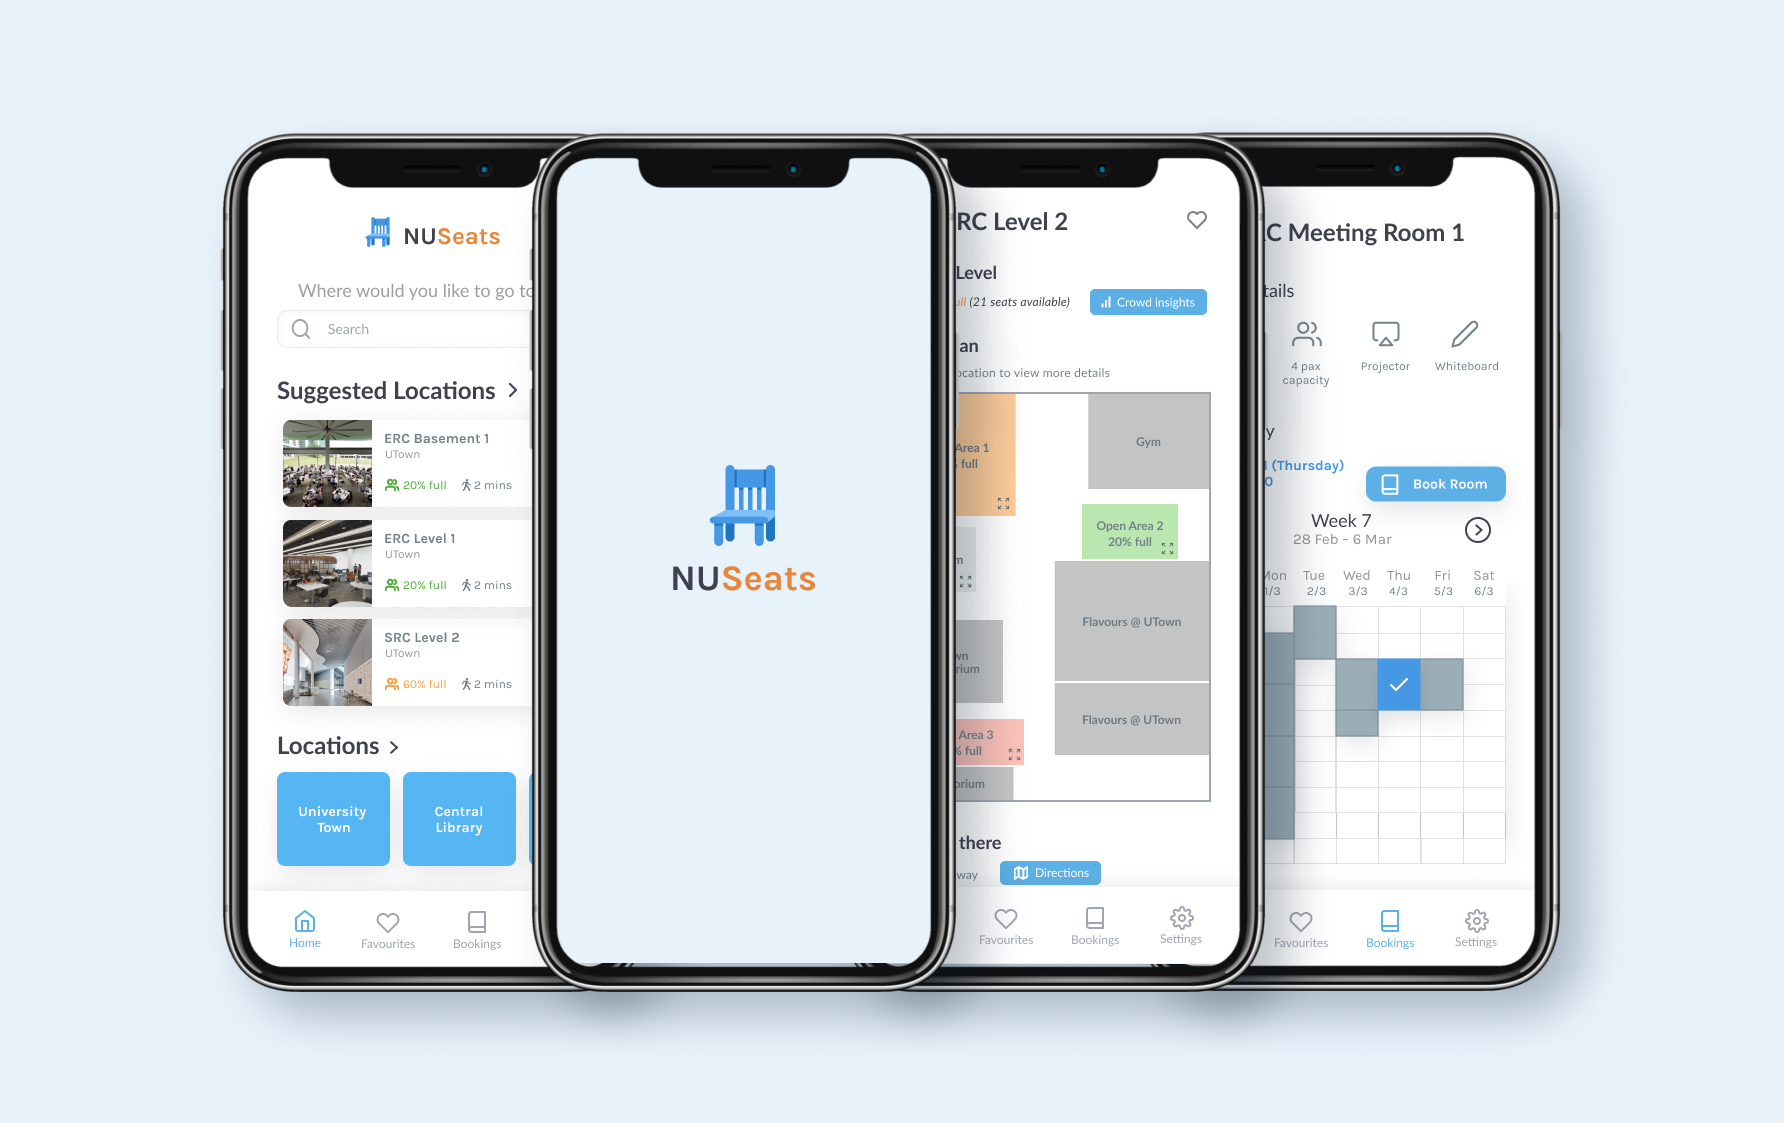 NUSeats
Where would you like to go to
Search
Suggested Locations
ERC Basement 1
UTown
20% full
2 mins
ERC Level 1
UTown
20% full
2 mins
SRC Level 2
UTown
60% full
2 mins
Locations
University
Town
Central
Library
Home
Favourites
Bookings
NUSeats
RC Level 2
Level
ull (21 seats available)
Crowd insights
an
ocation to view more details
Area 1
% full
Gym
Open Area 2
20% full
m
Flavours @ UTown
wn
rium
Flavours @ UTown
Area 3
% full
orium
there
way
Directions
Favourites
Bookings
Settings
C Meeting Room 1
tails
4 pax
capacity
Projector
Whiteboard
y
(Thursday)
0
Book Room
Week 7
28 Feb – 6 Mar
Mon
Tue
Wed
Thu
Fri
Sat
1/3
2/3
3/3
4/3
5/3
6/3
Favourites
Bookings
Settings